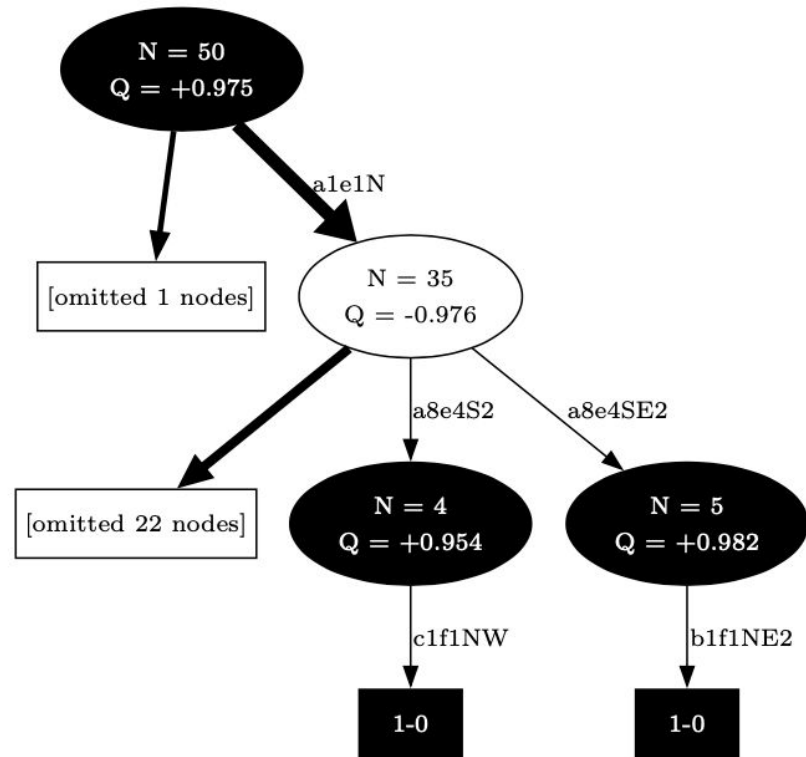 N = 50
Q = +0.975
a1e1N
[omitted 1 nodes]
N = 35
Q = -0.976
a8e4S2
a8e4SE2
[omitted 22 nodes]
N = 4
Q = +0.954
N = 5
Q = +0.982
c1f1NW
b1f1NE2
1-0
1-0